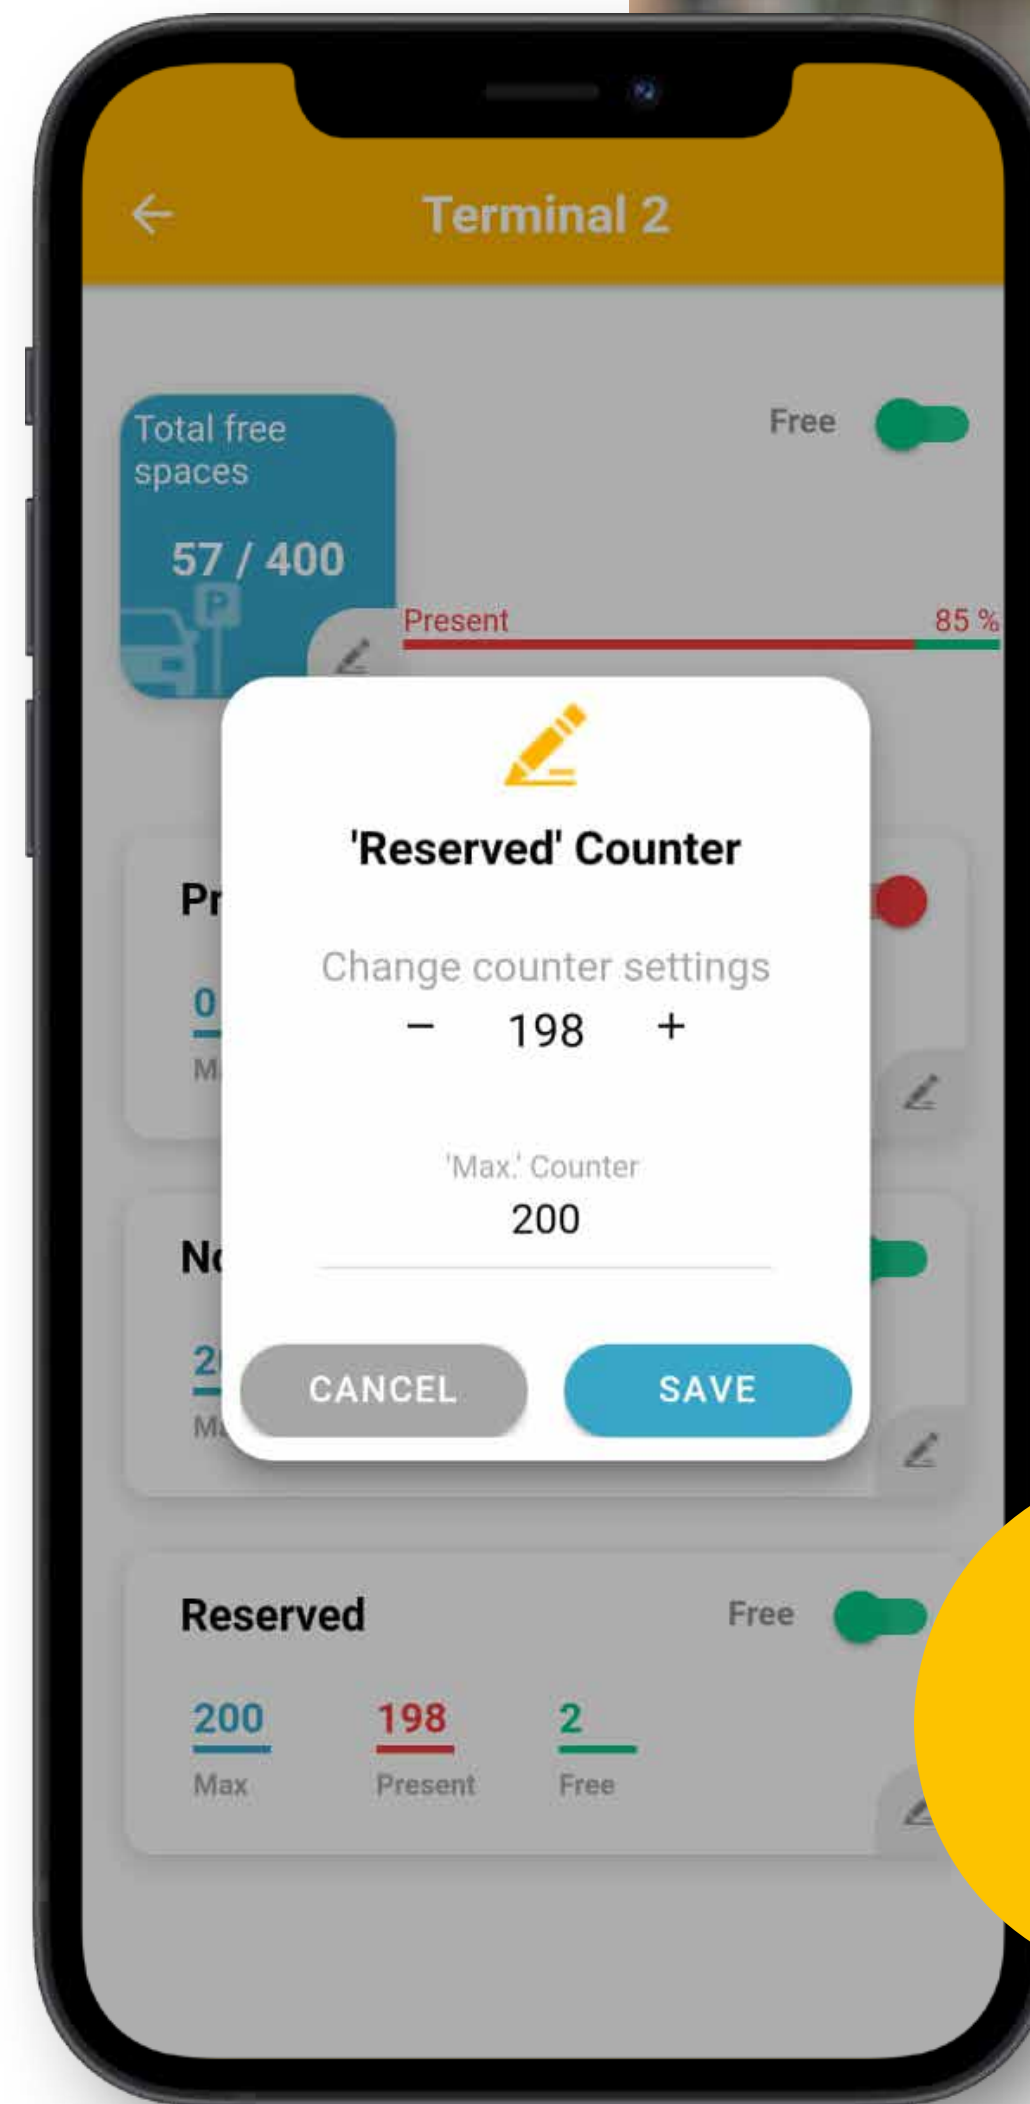 Terminal 2
Total free
spaces
Free
57 / 400
P
Present 85 %
'Reserved' Counter
Change counter settings
− 198 +
'Max.' Counter
200
CANCEL SAVE
0
Reserved Free
200 198 2
Max Present Free